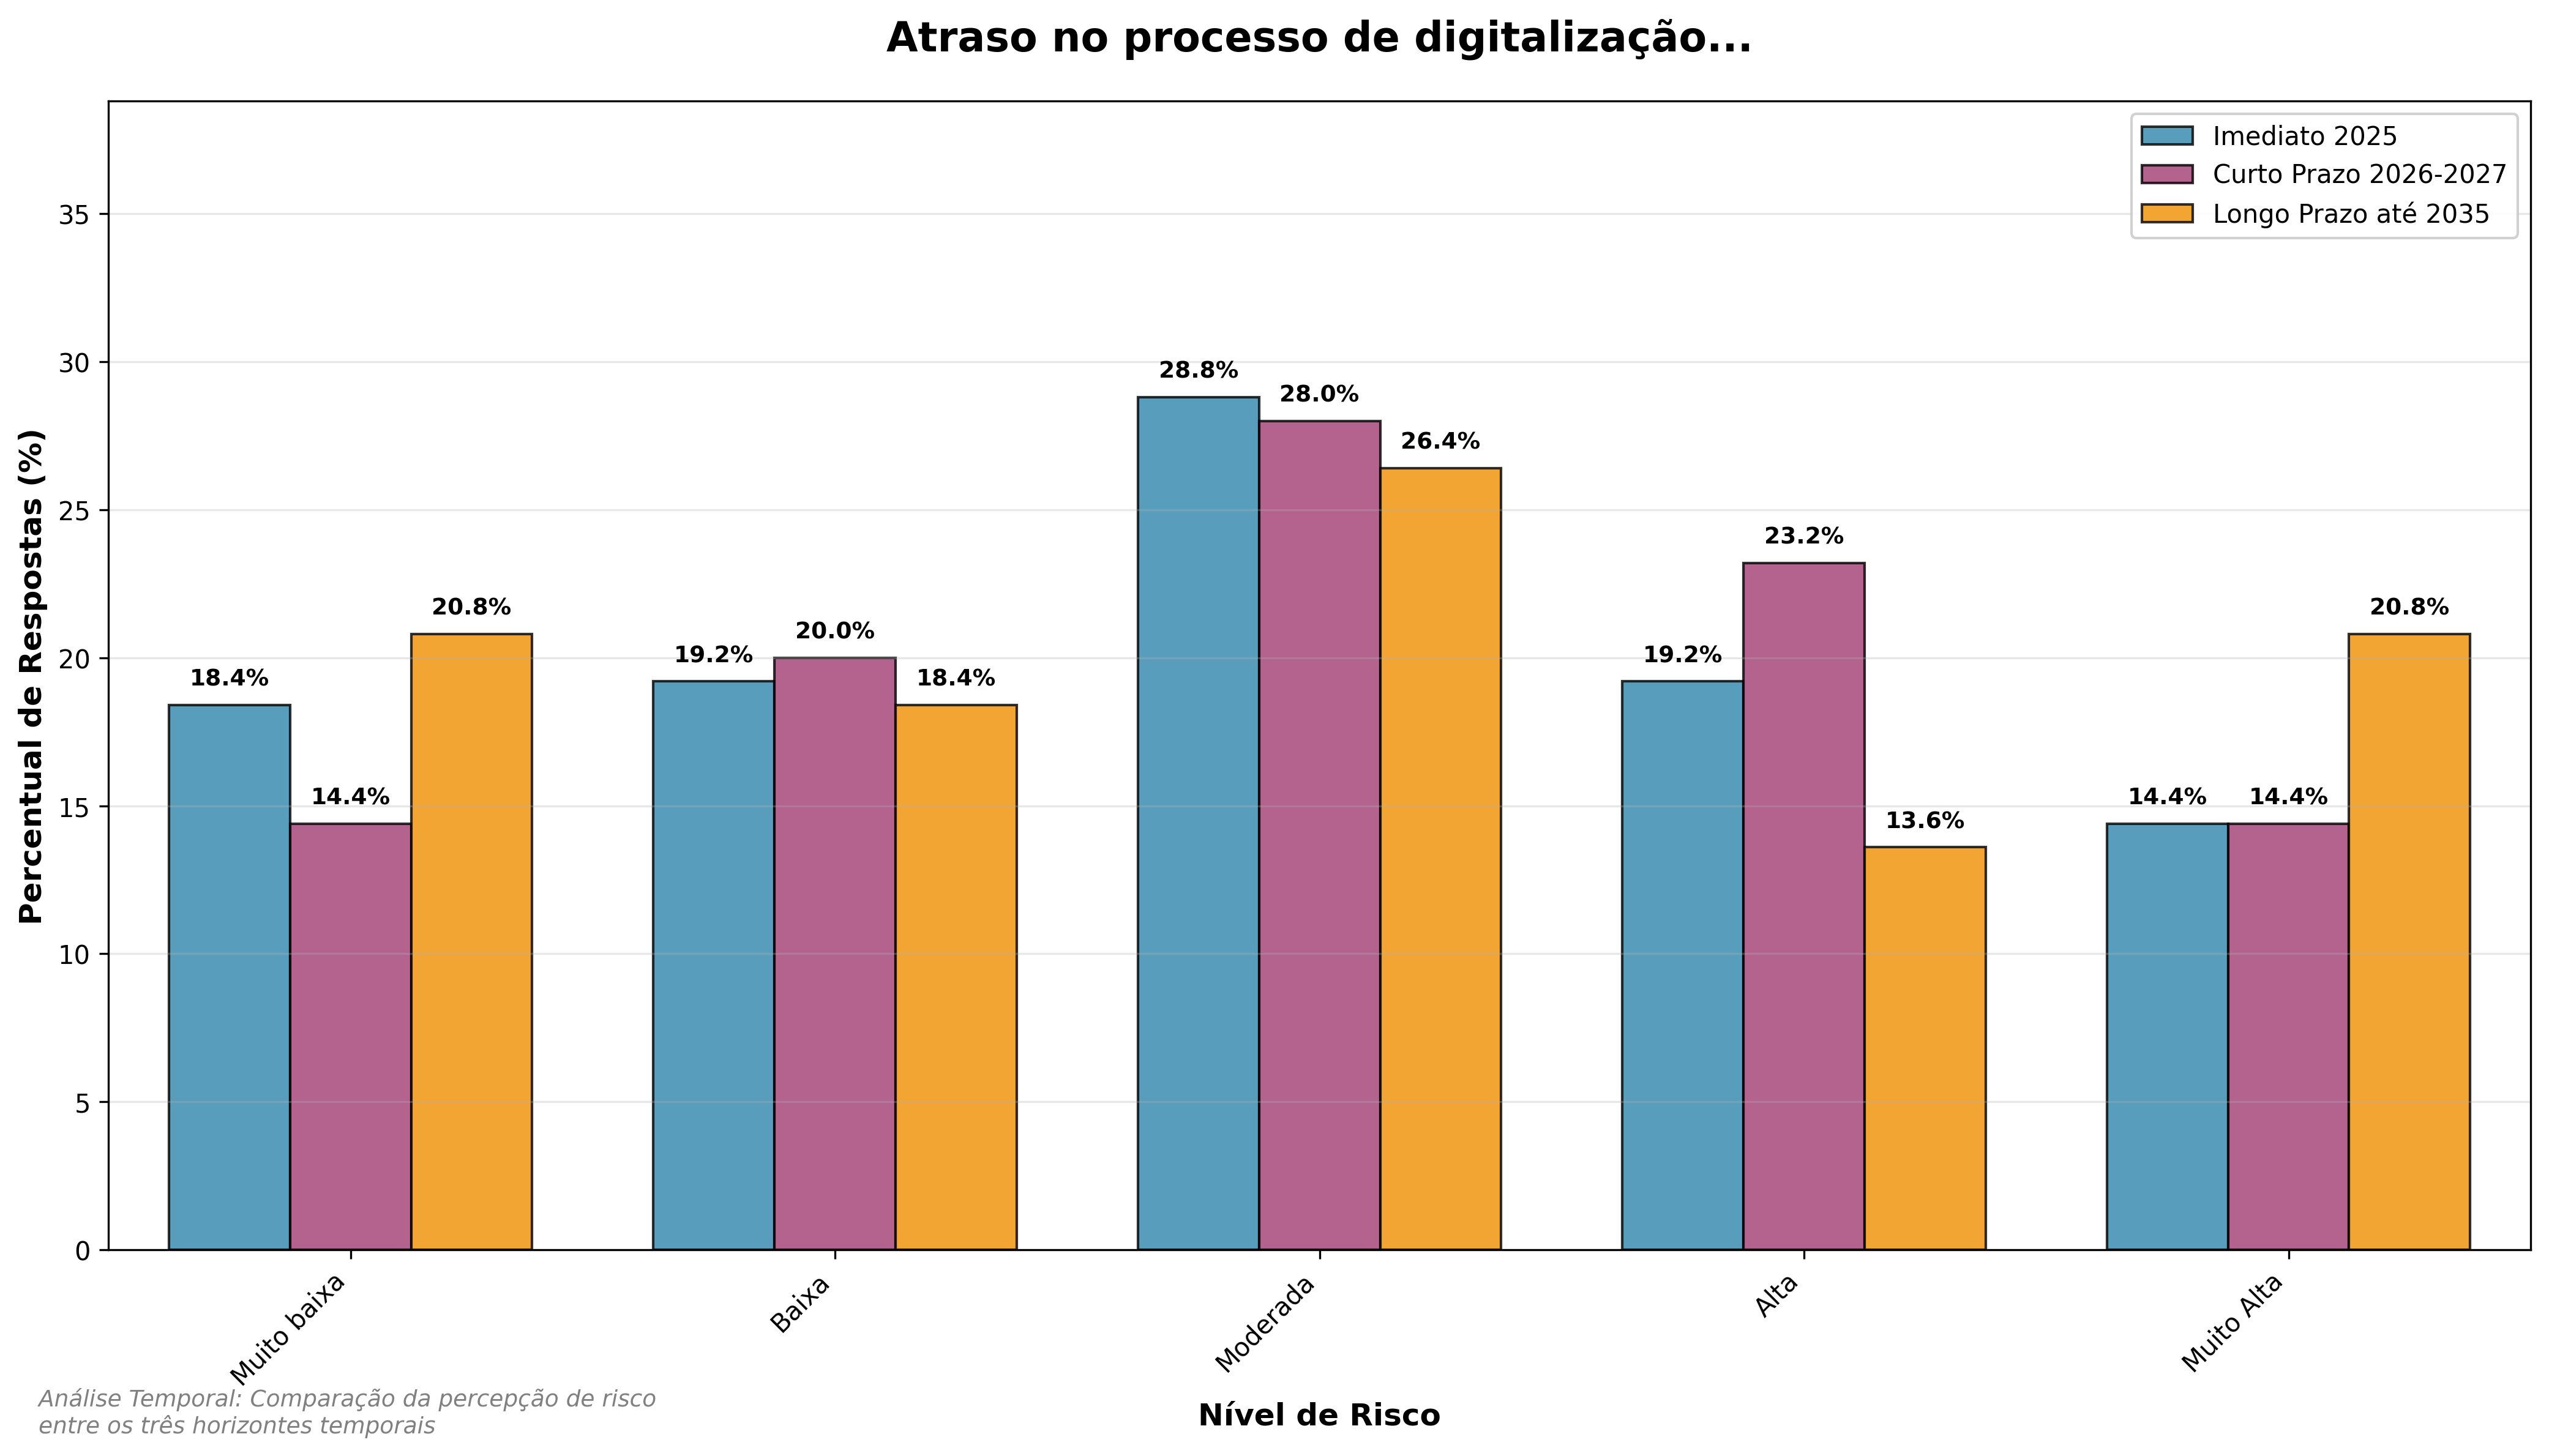 Atraso no processo de digitalização...
Imediato 2025
Curto Prazo 2026-2027
Longo Prazo até 2035
Percentual de Respostas (%)
35
30
25
20
15
10
5
0
18.4%
14.4%
20.8%
19.2%
20.0%
18.4%
28.8%
28.0%
26.4%
19.2%
23.2%
13.6%
14.4%
14.4%
20.8%
Muito baixa
Baixa
Moderada
Alta
Muito Alta
Nível de Risco
Análise Temporal: Comparação da percepção de risco
entre os três horizontes temporais